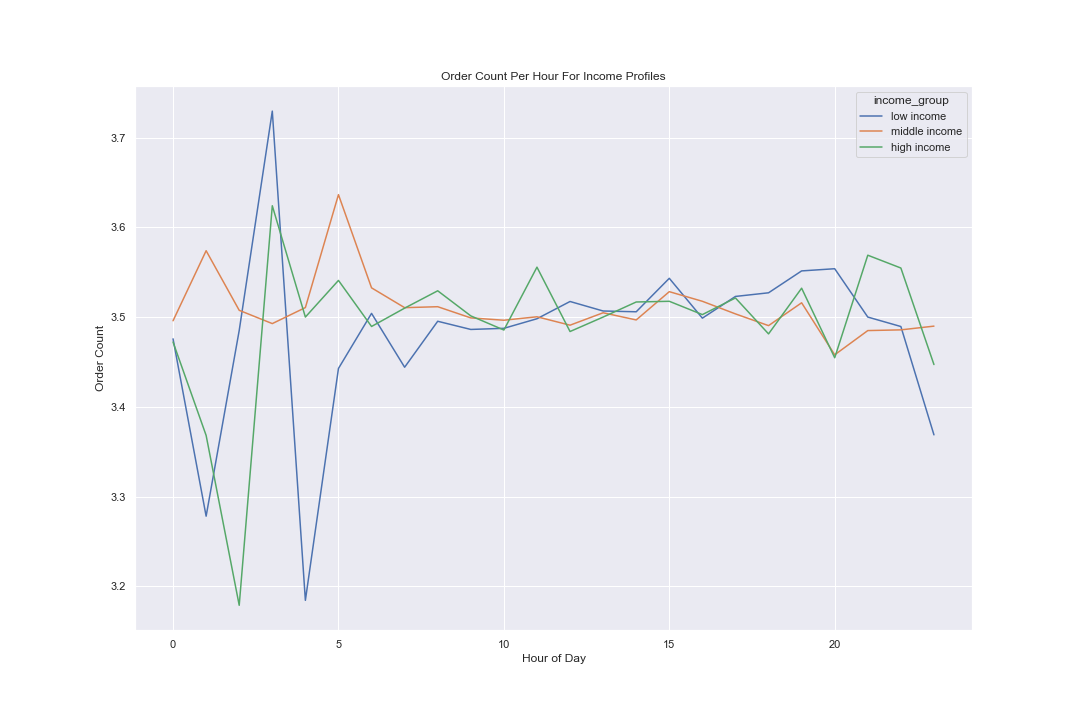 Order Count Per Hour For Income Profiles
income_group
low income
middle income
high income
3.7
3.6
3.5
3.4
3.3
3.2
Order Count
0 5 10 15 20
Hour of Day